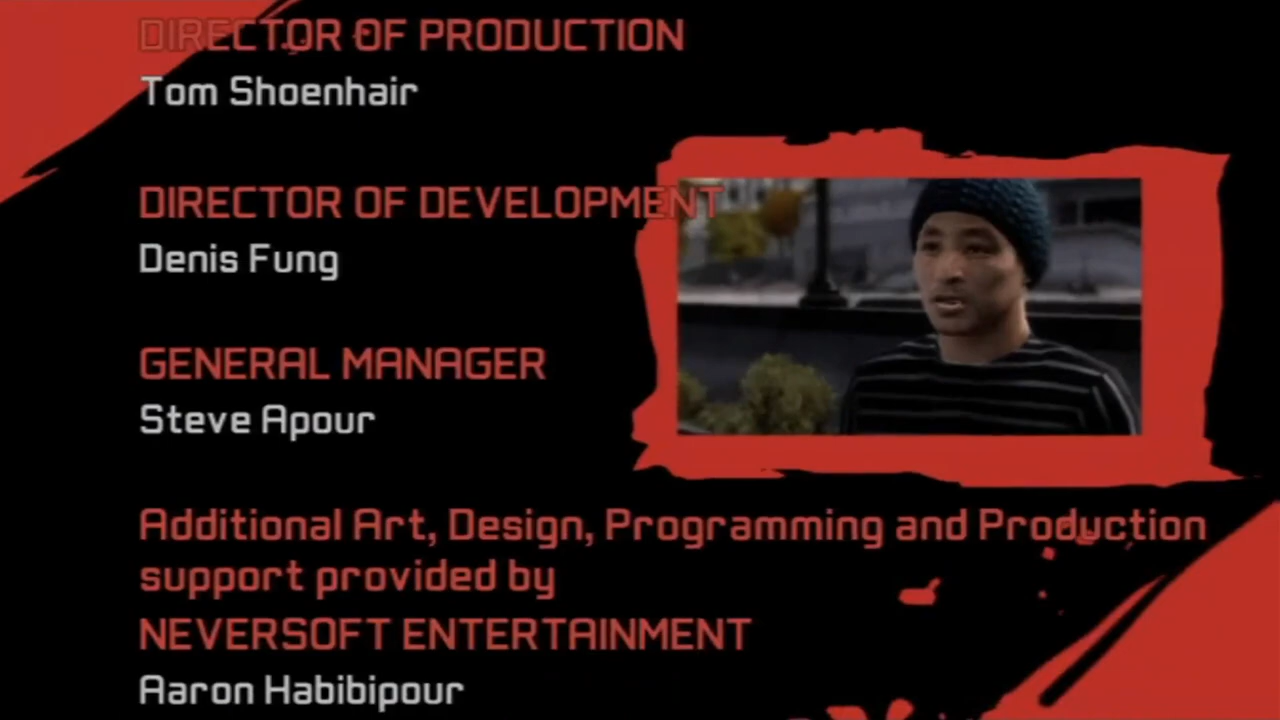 DIRECTOR OF PRODUCTION
Tom Shoenhair
DIRECTOR OF DEVELOPMENT
Denis Fung
GENERAL MANAGER
Steve Apour
Additional Art, Design, Programming and Production
support provided by
NEVERSOFT ENTERTAINMENT
Aaron Habibipour